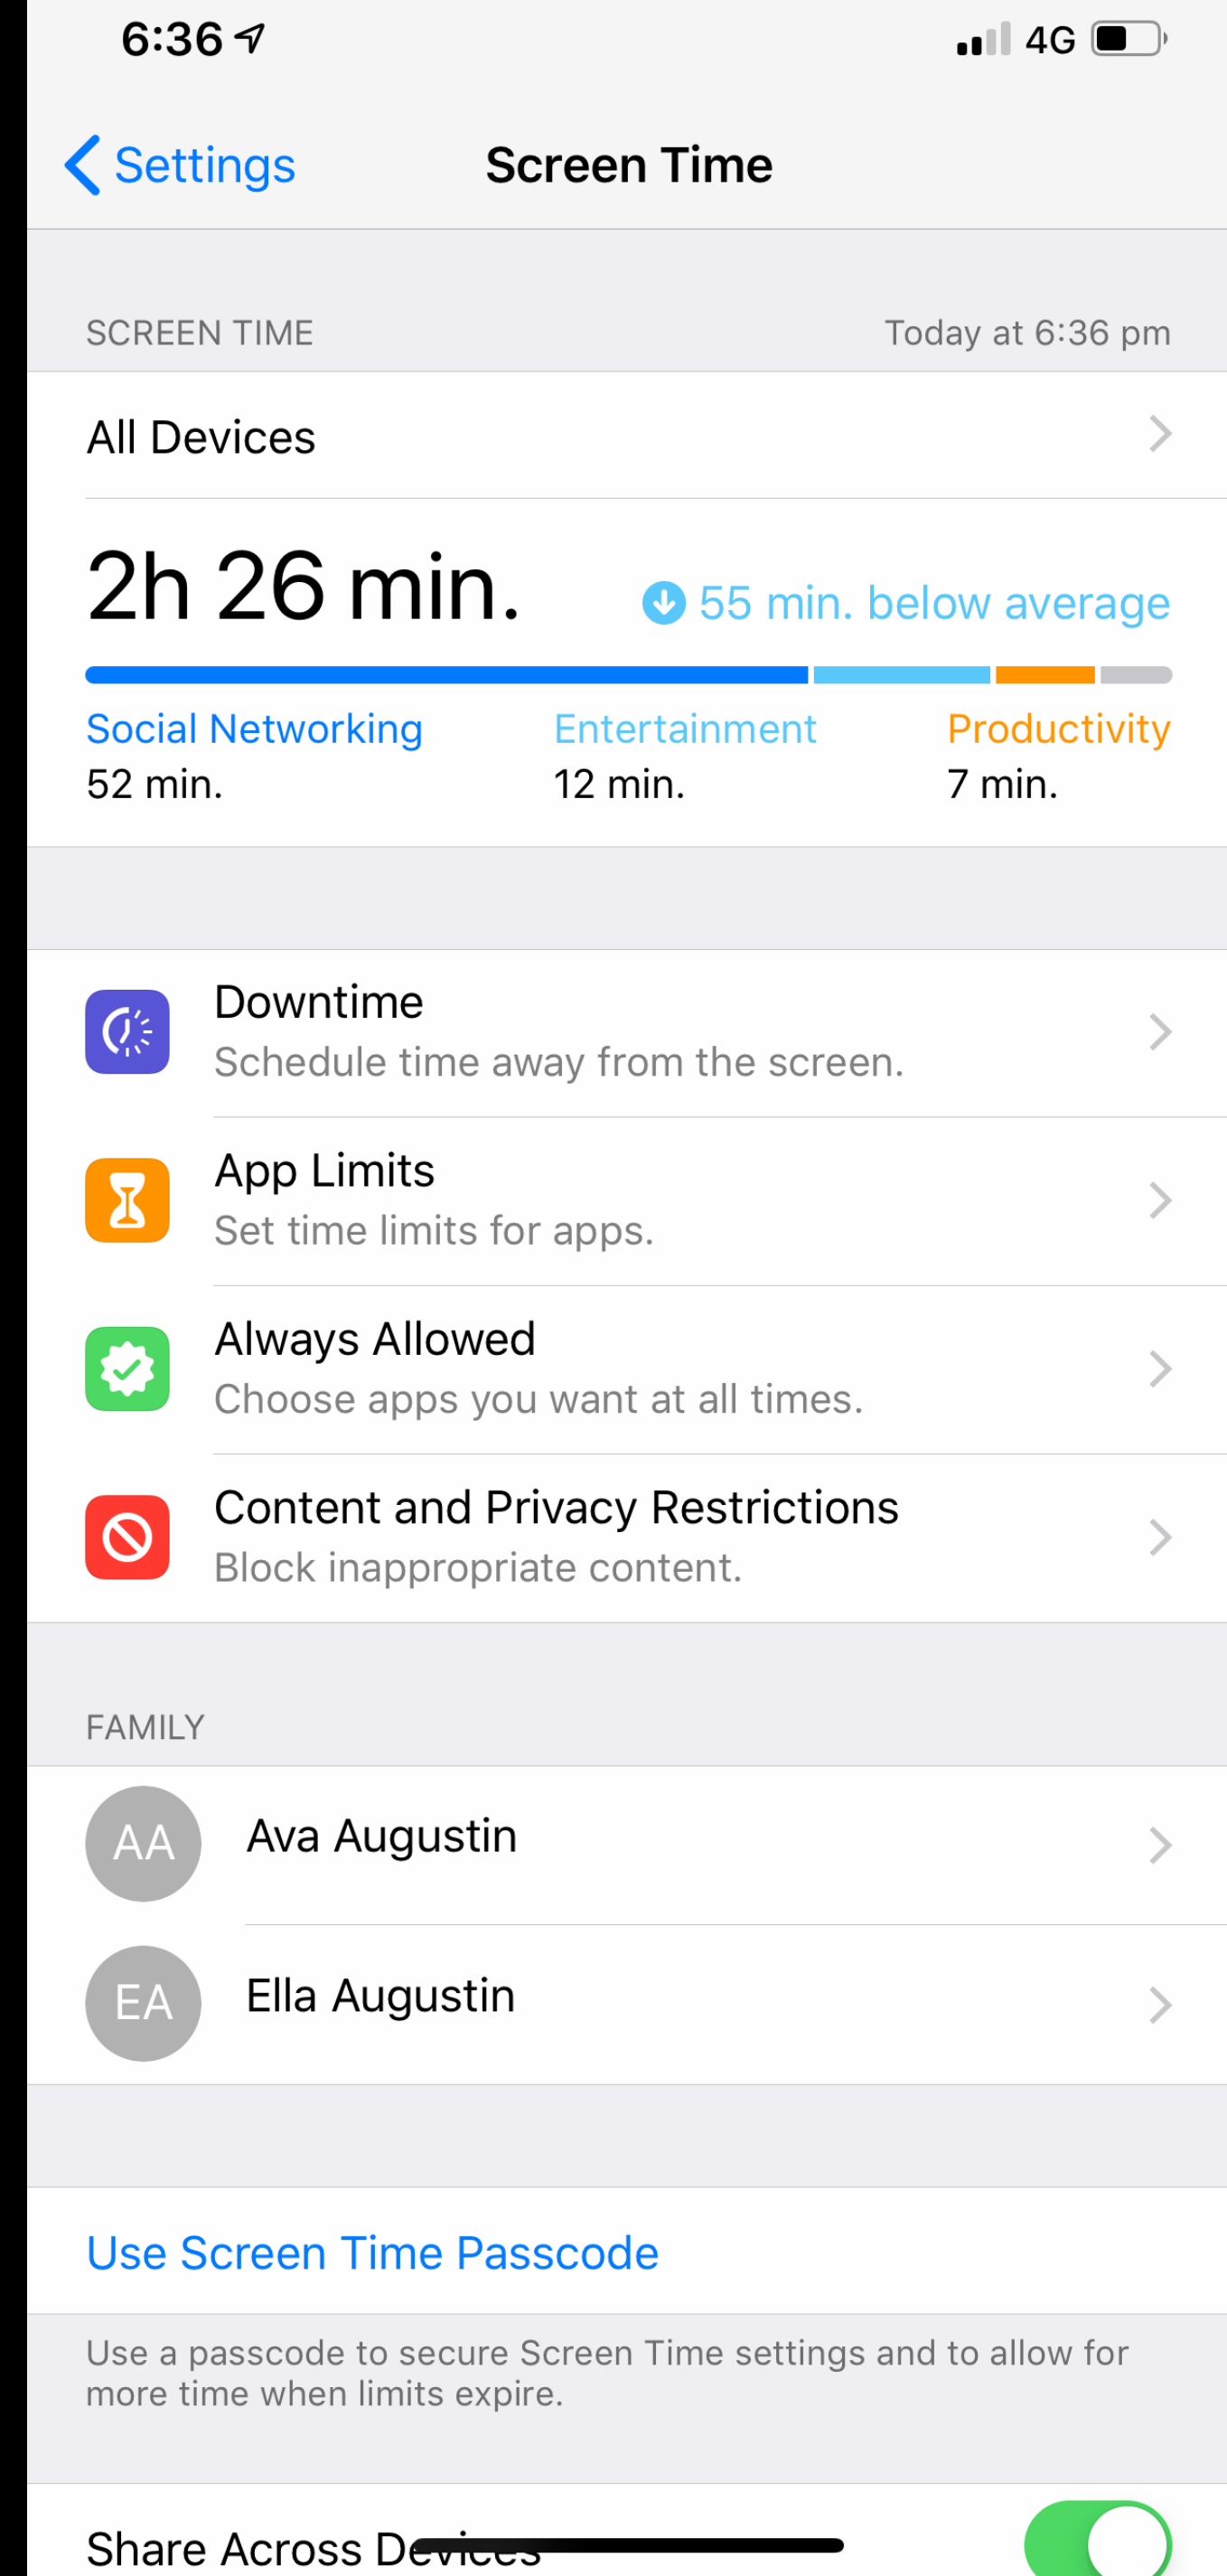 6:36
4G
Settings
Screen Time
SCREEN TIME
Today at 6:36 pm
All Devices
2h 26 min.
55 min. below average
Social Networking
Entertainment
Productivity
52 min.
12 min.
7 min.
Downtime
Schedule time away from the screen.
App Limits
Set time limits for apps.
Always Allowed
Choose apps you want at all times.
Content and Privacy Restrictions
Block inappropriate content.
FAMILY
AA
Ava Augustin
EA
Ella Augustin
Use Screen Time Passcode
Use a passcode to secure Screen Time settings and to allow for
more time when limits expire.
Share Across Devices